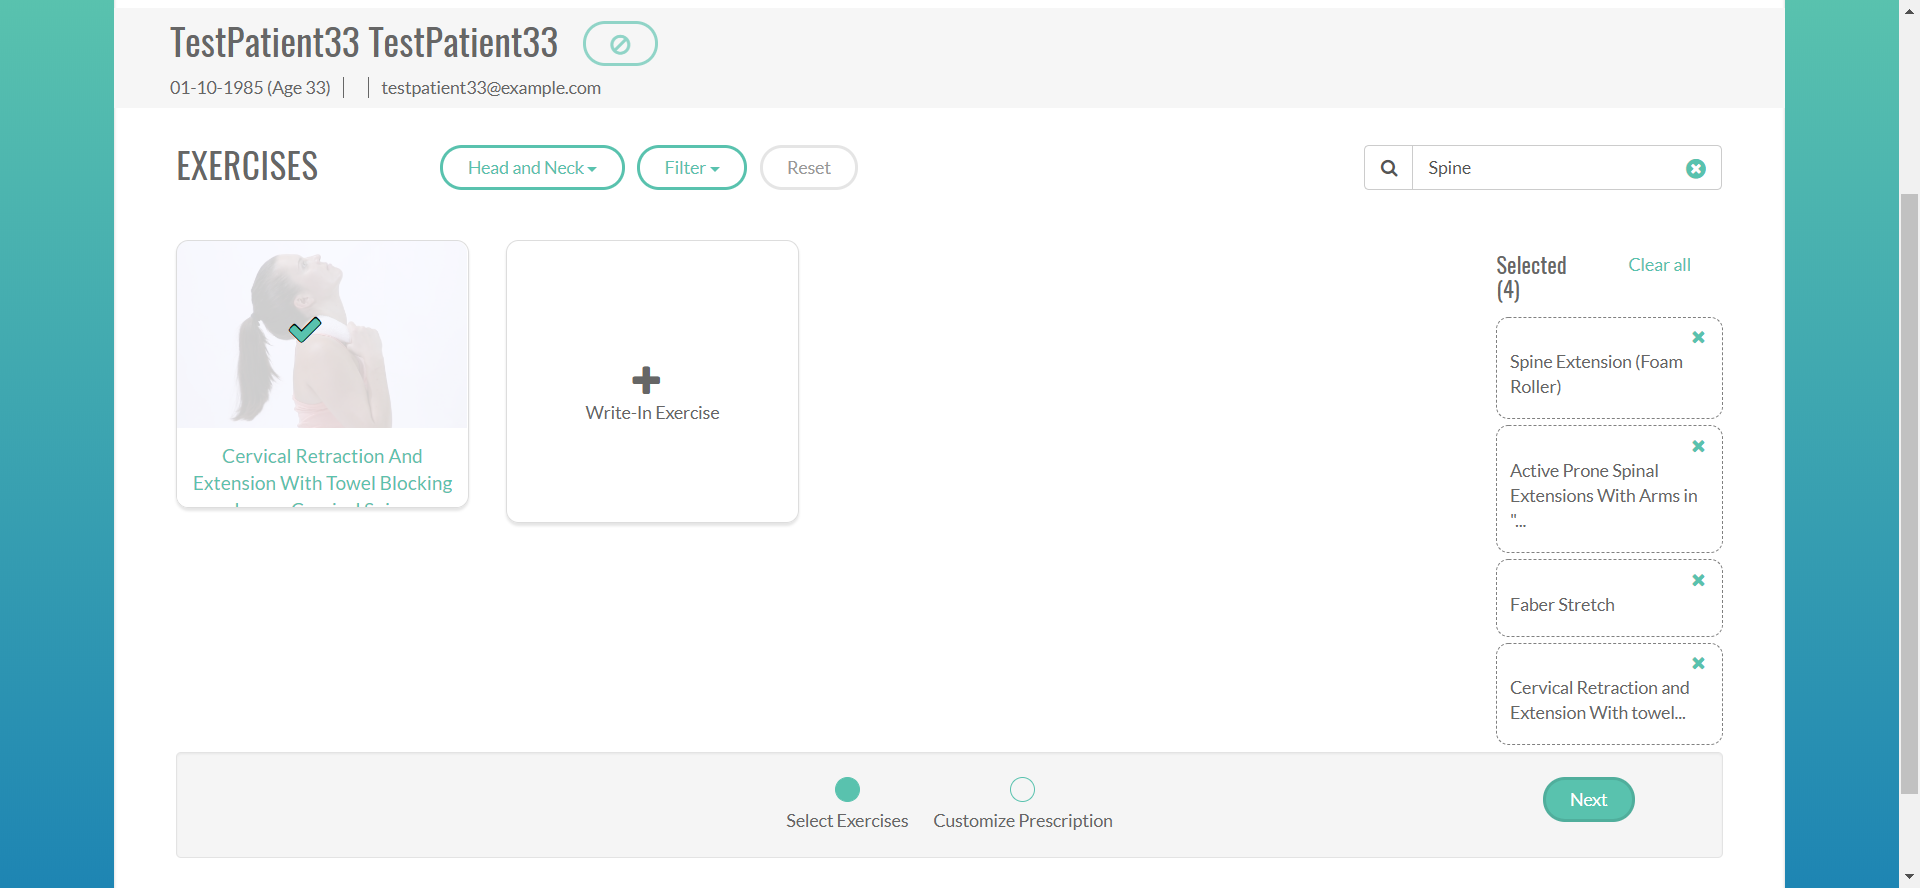 TestPatient33 TestPatient33
01-10-1985 (Age 33)
testpatient33@example.com
EXERCISES
Head and Neck
Filter
Reset
Spine
Cervical Retraction And
Extension With Towel Blocking
Write-In Exercise
Selected
(4)
Clear all
Spine Extension (Foam
Roller)
Active Prone Spinal
Extensions With Arms in
"...
Faber Stretch
Cervical Retraction and
Extension With towel...
Select Exercises
Customize Prescription
Next